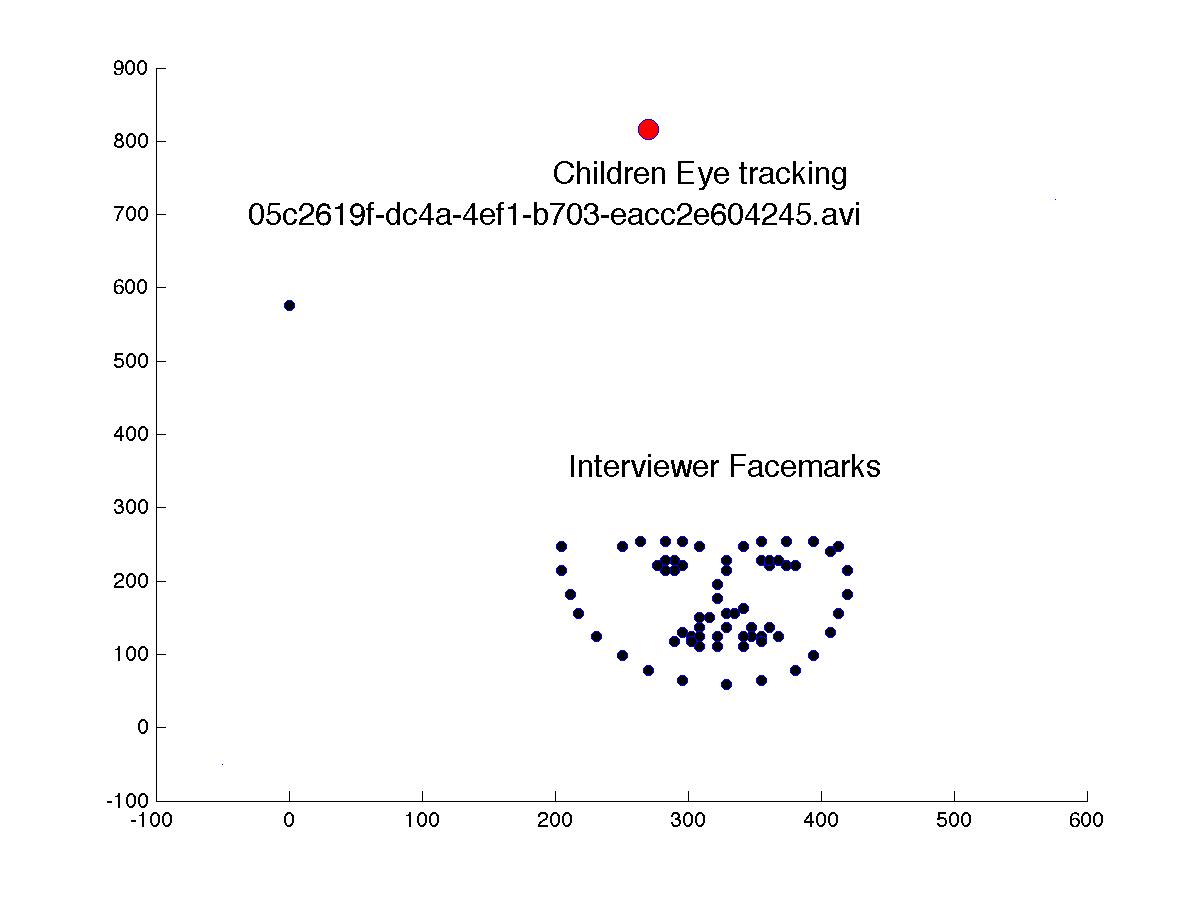 900
800
Children Eye tracking
700
05c2619f-dc4a-4ef1-b703-eacc2e604245.avi
600
500
400
Interviewer Facemarks
300
200
100
0
-100
-100 0 100 200 300 400 500 600